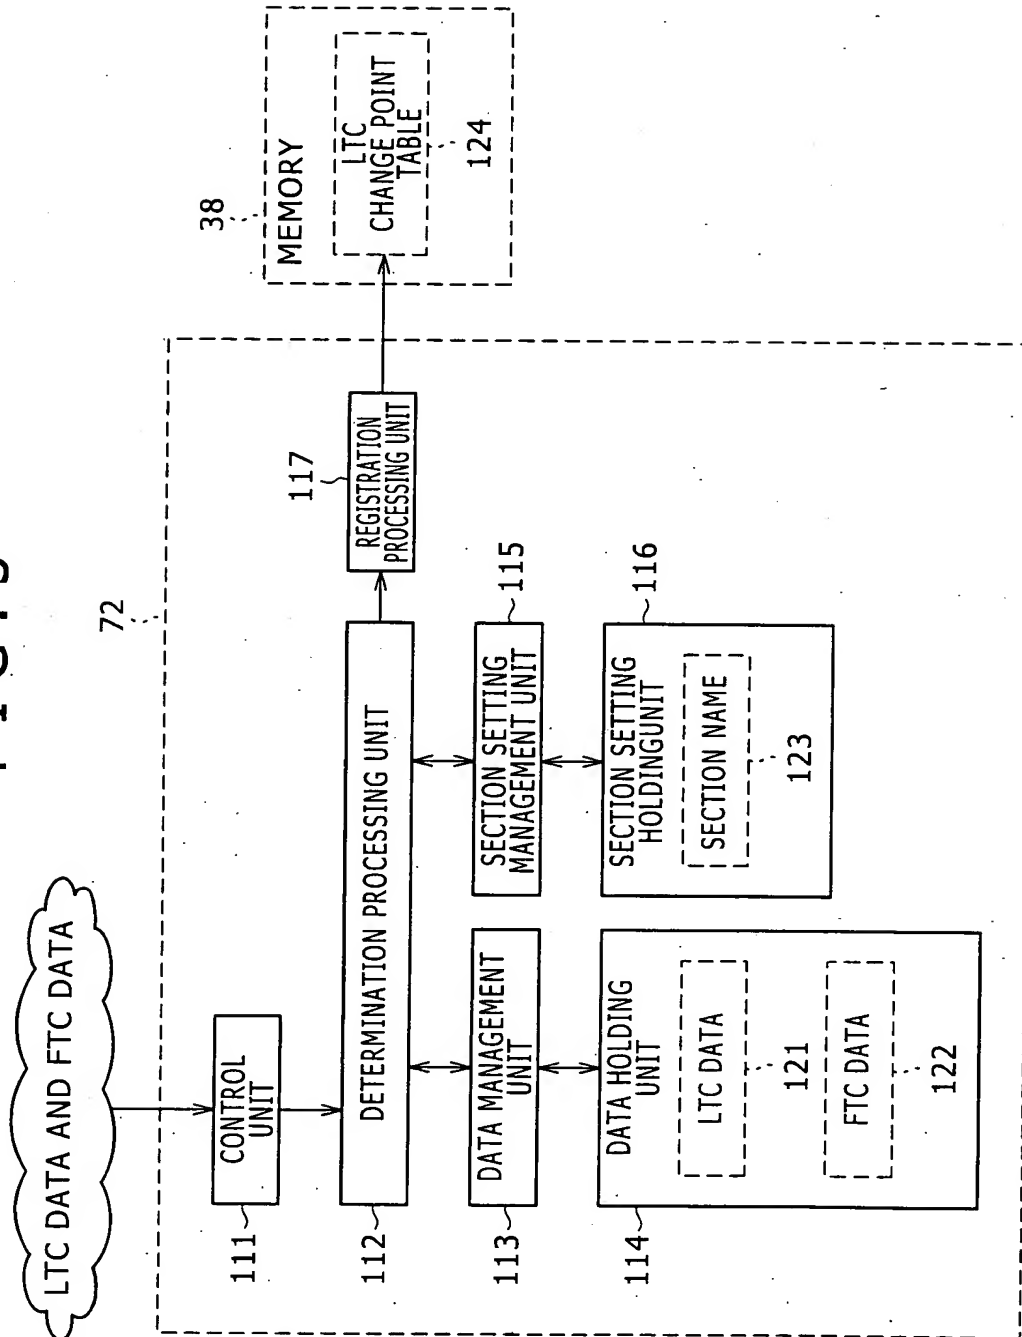 LTC DATA AND FTC DATA
72
111
CONTROL
UNIT
112
DETERMINATION PROCESSING UNIT
117
REGISTRATION
PROCESSING UNIT
38
MEMORY
LTC
CHANGE POINT
TABLE
124
113
DATA MANAGEMENT
UNIT
SECTION SETTING
MANAGEMENT UNIT
115
114
DATA HOLDING
UNIT
LTC DATA
121
FTC DATA
122
SECTION SETTING
HOLDINGUNIT
116
SECTION NAME
123